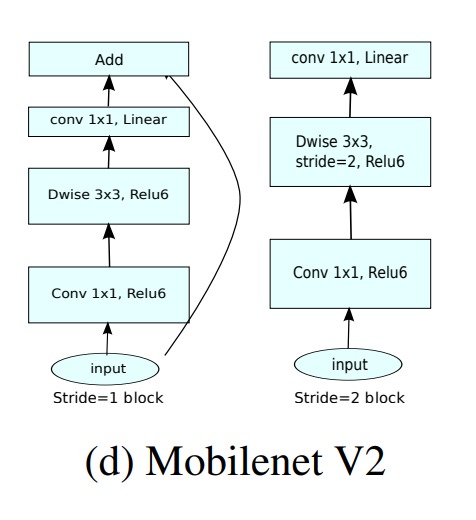 Add
conv 1x1, Linear
Dwise 3x3, Relu6
Conv 1x1, Relu6
input
Stride=1 block
conv 1x1, Linear
Dwise 3x3,
stride=2, Relu6
Conv 1x1, Relu6
input
Stride=2 block
(d) Mobilenet V2